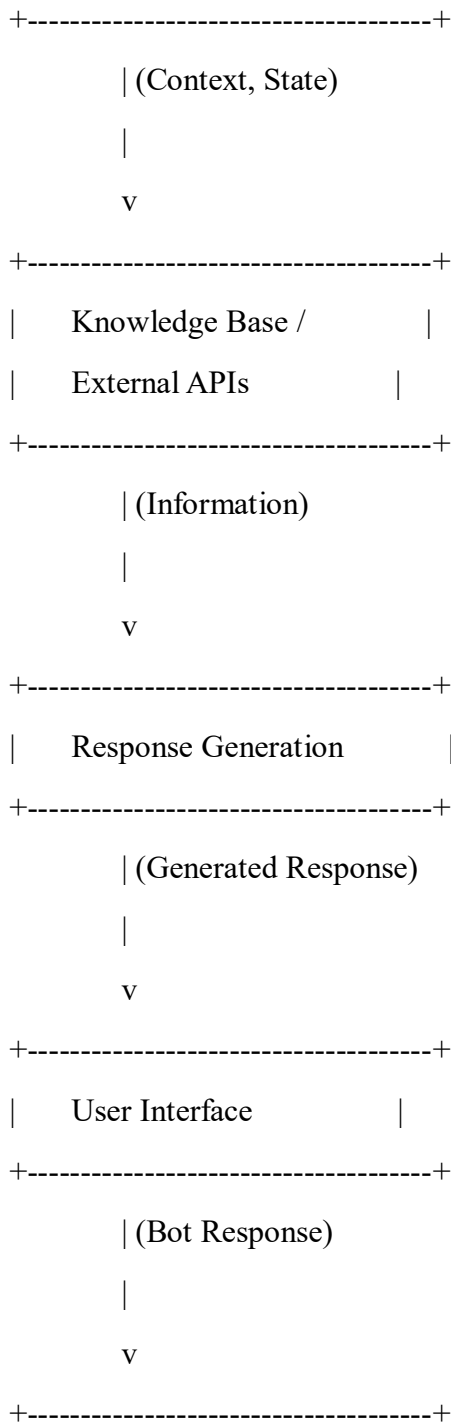 +--------------------------------------+
| (Context, State)
|
v
+--------------------------------------+
| Knowledge Base / |
| External APIs |
+--------------------------------------+
| (Information)
|
v
+--------------------------------------+
| Response Generation |
+--------------------------------------+
| (Generated Response)
|
v
+--------------------------------------+
| User Interface |
+--------------------------------------+
| (Bot Response)
|
v
+--------------------------------------+